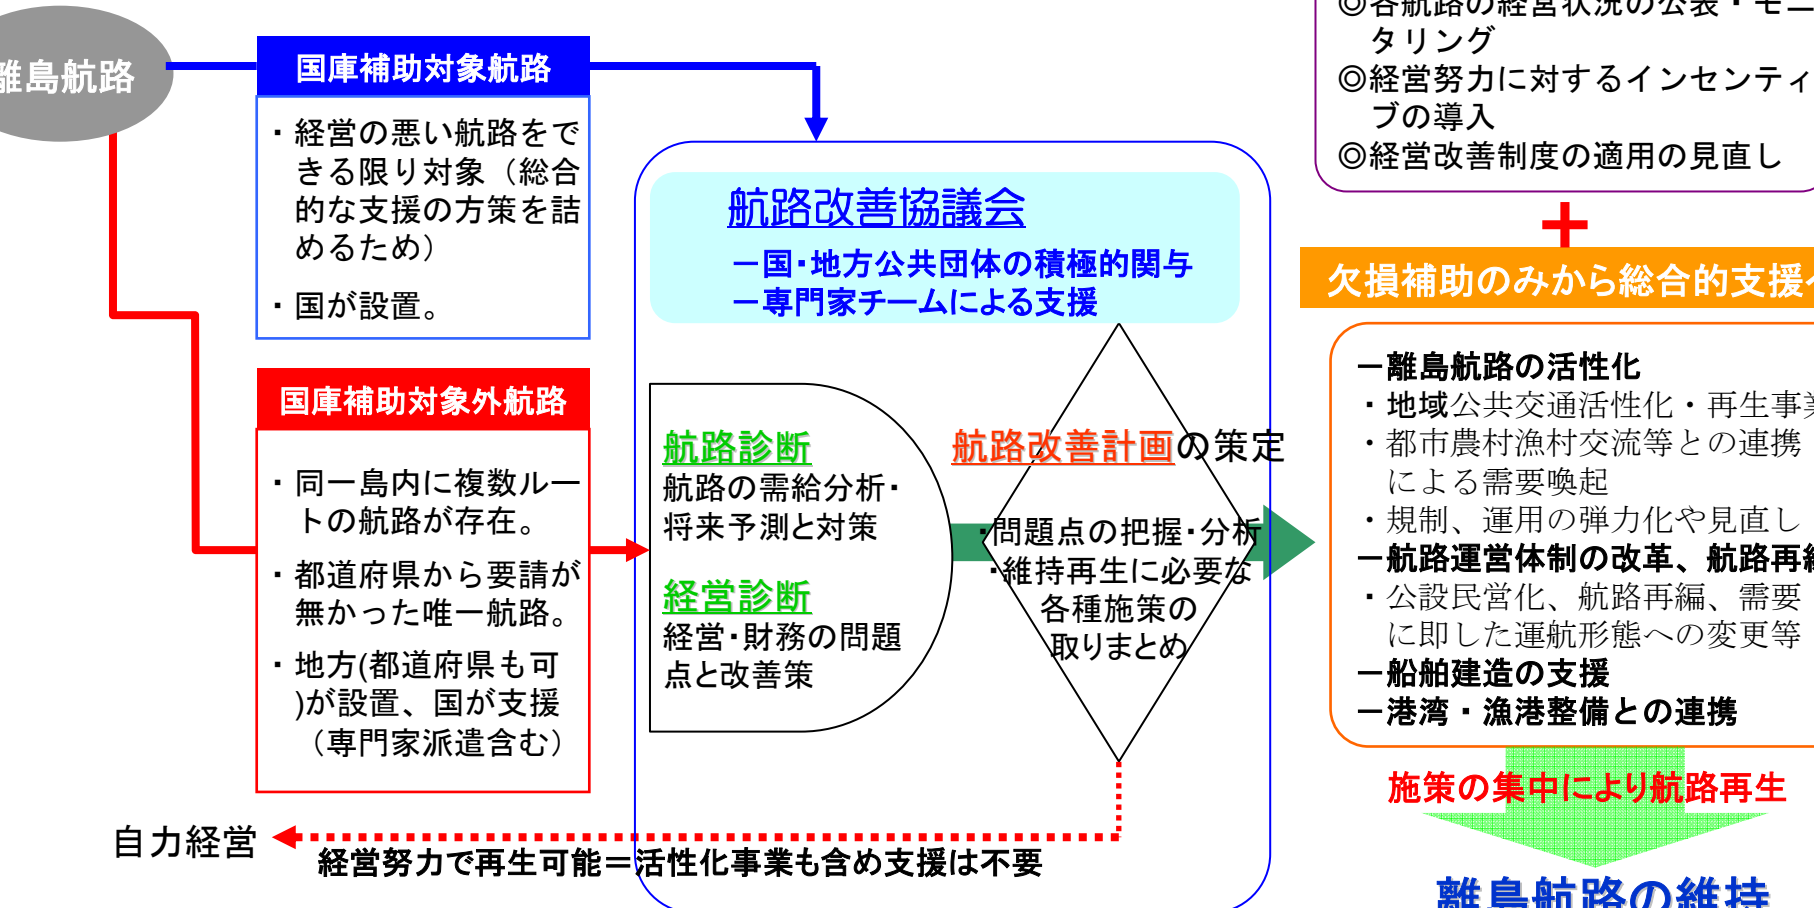 離島航路
国庫補助対象航路
・経営の悪い航路をで
きる限り対象（総合
的な支援の方策を詰
めるため）
・国が設置。
国庫補助対象外航路
・同一島内に複数ルー
トの航路が存在。
・都道府県から要請が
無かった唯一航路。
・地方(都道府県も可
)が設置、国が支援
（専門家派遣含む）
航路改善協議会
－国・地方公共団体の積極的関与
－専門家チームによる支援
航路診断
航路の需給分析・
将来予測と対策
経営診断
経営・財務の問題
点と改善策
航路改善計画の策定
・問題点の把握・分析
・維持再生に必要な
各種施策の
取りまとめ
自力経営
経営努力で再生可能＝活性化事業も含め支援は不要
◎各航路の経営状況の公表・モニ
タリング
◎経営努力に対するインセンティ
ブの導入
◎経営改善制度の適用の見直し
＋
欠損補助のみから総合的支援へ
－離島航路の活性化
・地域公共交通活性化・再生事業
・都市農村漁村交流等との連携
による需要喚起
・規制、運用の弾力化や見直し
－航路運営体制の改革、航路再編
・公設民営化、航路再編、需要
に即した運航形態への変更等
－船舶建造の支援
－港湾・漁港整備との連携
施策の集中により航路再生
離島航路の維持